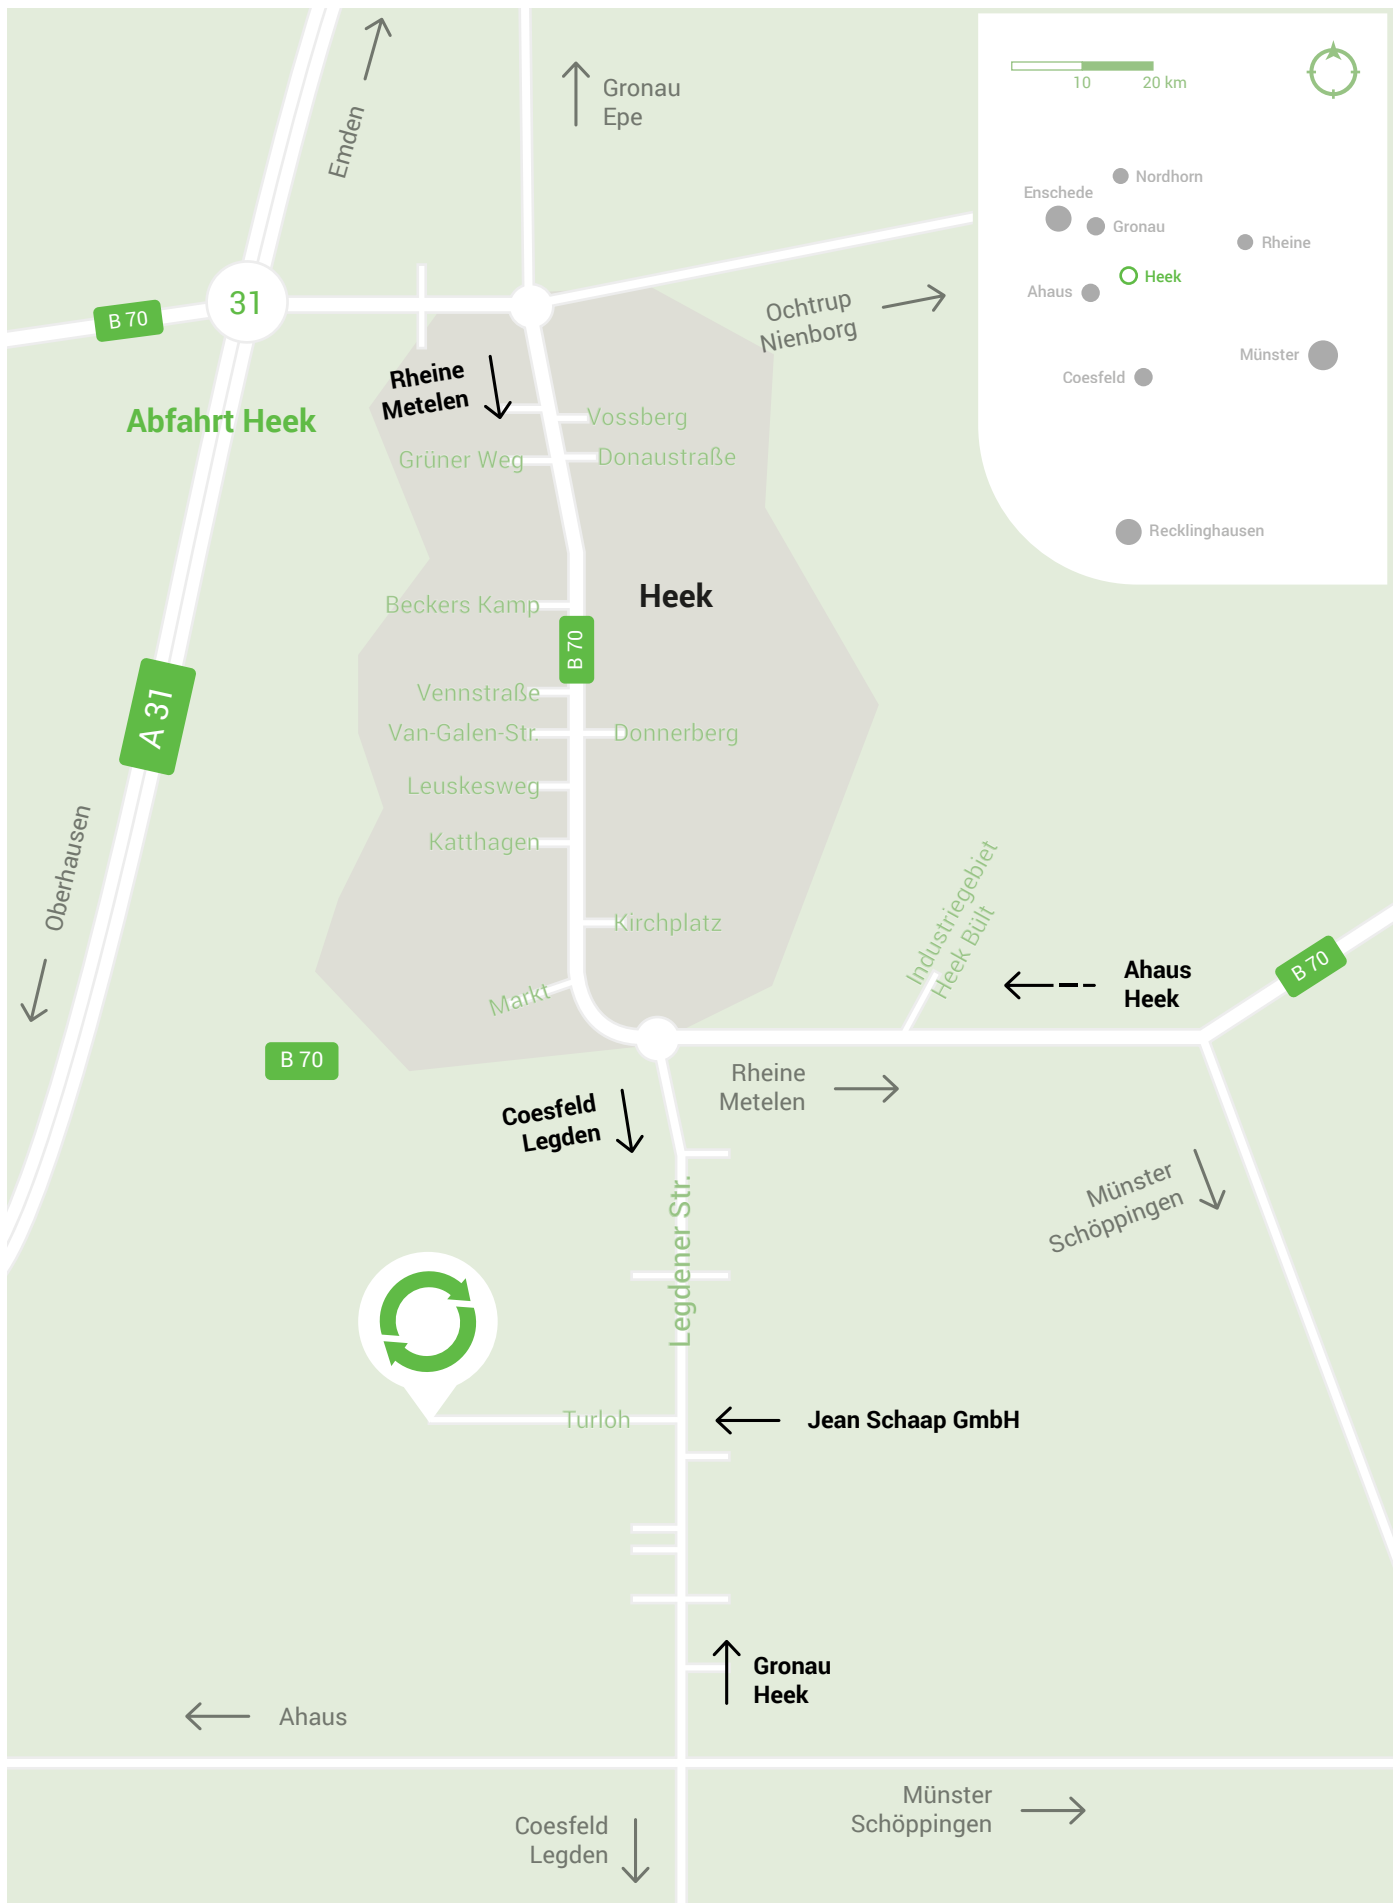 Emden
Gronau
Epe
10
20 km
Nordhorn
Enschede
Gronau
Rheine
Heek
Ahaus
Münster
Coesfeld
Recklinghausen
31
B 70
Ochtrup
Nienborg
Rheine
Metelen
Abfahrt Heek
Vossberg
Grüner Weg
Donaustraße
Heek
Beckers Kamp
B 70
A 31
Vennstraße
Van-Galen-Str.
Donnerberg
Leuskesweg
Katthagen
Oberhausen
Kirchplatz
Industriegebiet
Heek Bült
Markt
Ahaus
Heek
B 70
B 70
Rheine
Metelen
Coesfeld
Legden
Münster
Schöppingen
Legdener Str.
Turloh
Jean Schaap GmbH
Gronau
Heek
Ahaus
Münster
Schöppingen
Coesfeld
Legden